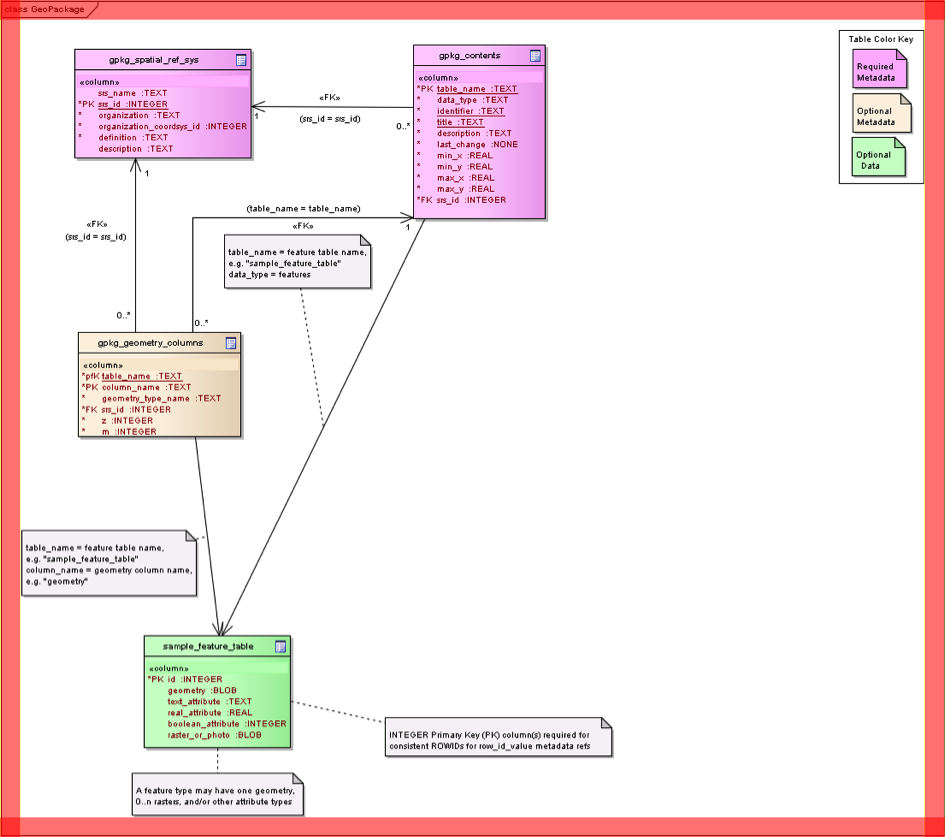 class GeoPackage
gpkg_spatial_ref_sys
«column»
srs_name :TEXT
*PK srs_id :INTEGER
* organization :TEXT
* organization_coordsys_id :INTEGER
* definition :TEXT
* description :TEXT
gpkg_contents
«column»
*PK table_name :TEXT
* data_type :TEXT
* identifier :TEXT
* title :TEXT
* description :TEXT
* last_change :NONE
* min_x :REAL
* min_y :REAL
* max_x :REAL
* max_y :REAL
*FK srs_id :INTEGER
Table Color Key
Required
Metadata
Optional
Metadata
Optional
Data
«FK»
(srs_id = srs_id)
1
0..*
1
«FK»
(srs_id = srs_id)
0..*
(table_name = table_name)
«FK»
1
0..*
table_name = feature table name,
e.g. "sample_feature_table"
data_type = features
gpkg_geometry_columns
«column»
*pfK table_name :TEXT
*PK column_name :TEXT
* geometry_type_name :TEXT
*FK srs_id :INTEGER
* z :INTEGER
* m :INTEGER
table_name = feature table name,
e.g. "sample_feature_table"
column_name = geometry column name,
e.g. "geometry"
sample_feature_table
«column»
*PK id :INTEGER
geometry :BLOB
text_attribute :TEXT
real_attribute :REAL
boolean_attribute :INTEGER
raster_or_photo :BLOB
INTEGER Primary Key (PK) column(s) required for
consistent ROWIDs for row_id_value metadata refs
A feature type may have one geometry,
0..n rasters, and/or other attribute types